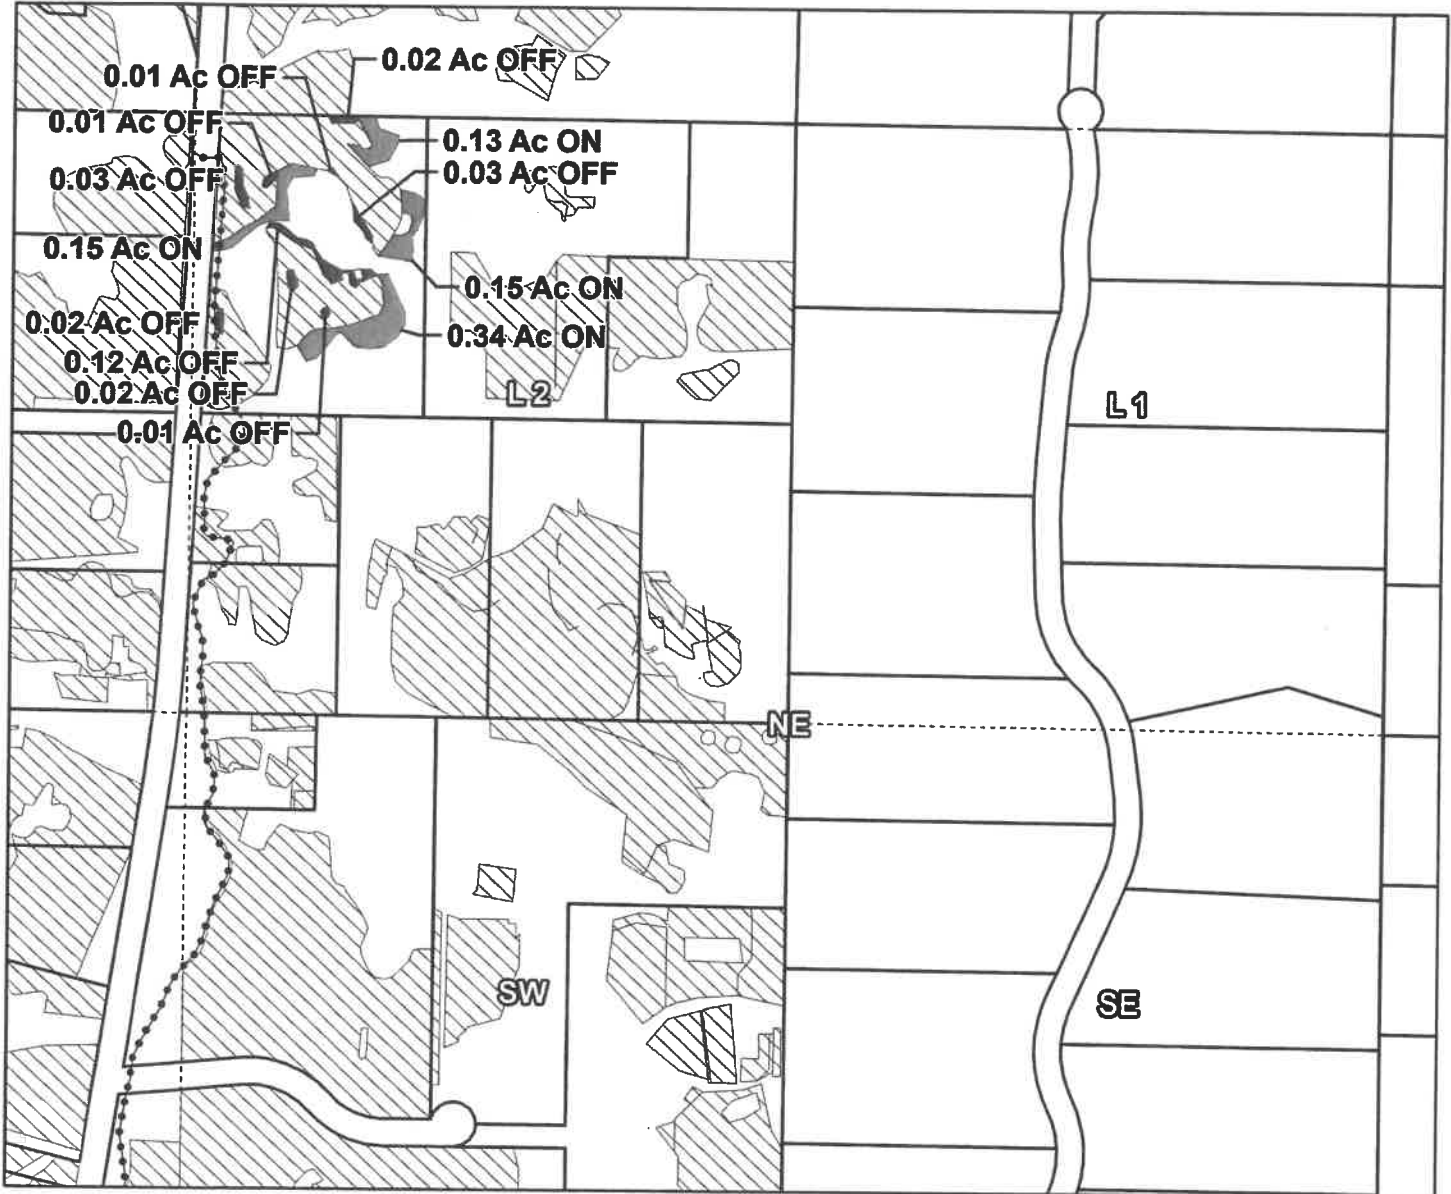 0.02 Ac OFF
0.01 Ac OFF
0.01 Ac OFF
0.13 Ac ON
0.03 Ac OFF
0.03 Ac OFF
0.15 Ac ON
0.15 Ac ON
0.02 Ac OFF
0.34 Ac ON
0.12 Ac OFF
0.02 Ac OFF
L 2
L 1
0.01 Ac OFF
NE
SW
SE